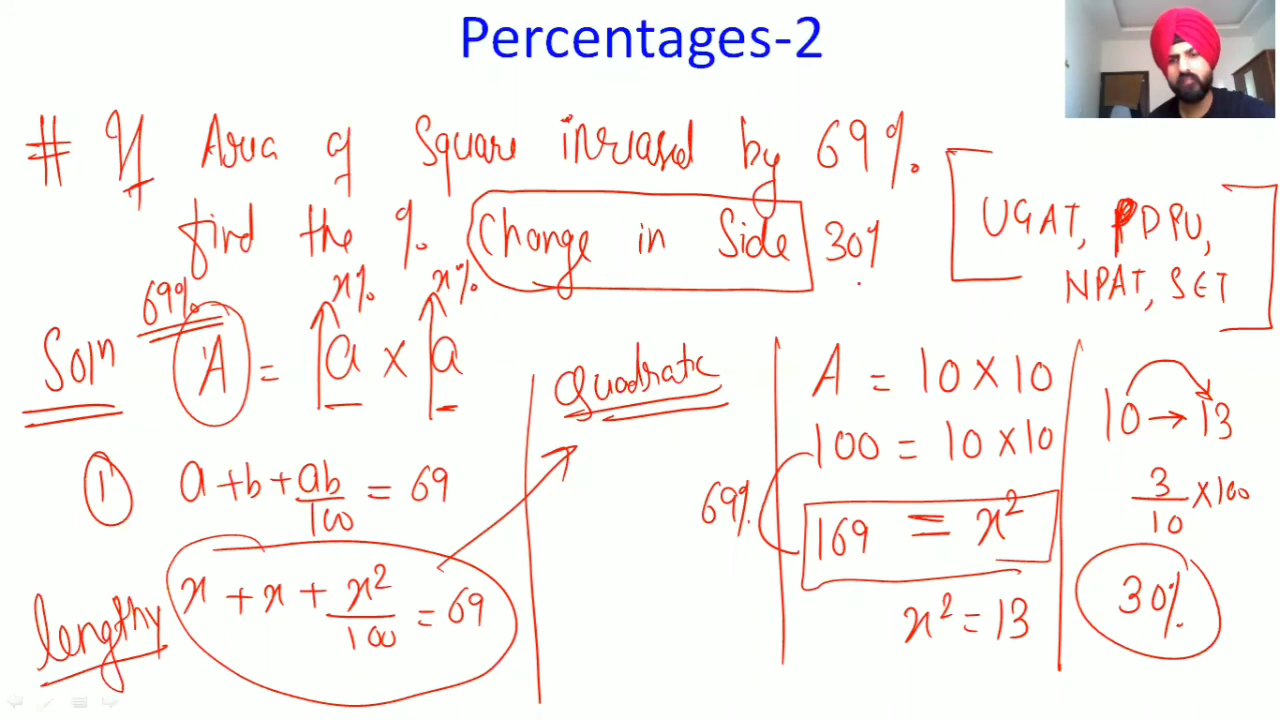 Percentages-2
# If Area of Square increased by 69%.
find the % Change in Side 30%.
UGAT, PDPU,
NPAT, SET
Soln
69%
x% x%
A = a × a
① a + b + ab/100 = 69
lengthy
x + x + x²/100 = 69
Quadratic
A = 10 × 10
100 = 10 × 10
69%
169 = x²
x² = 13
10 → 13
3/10 × 100
30%